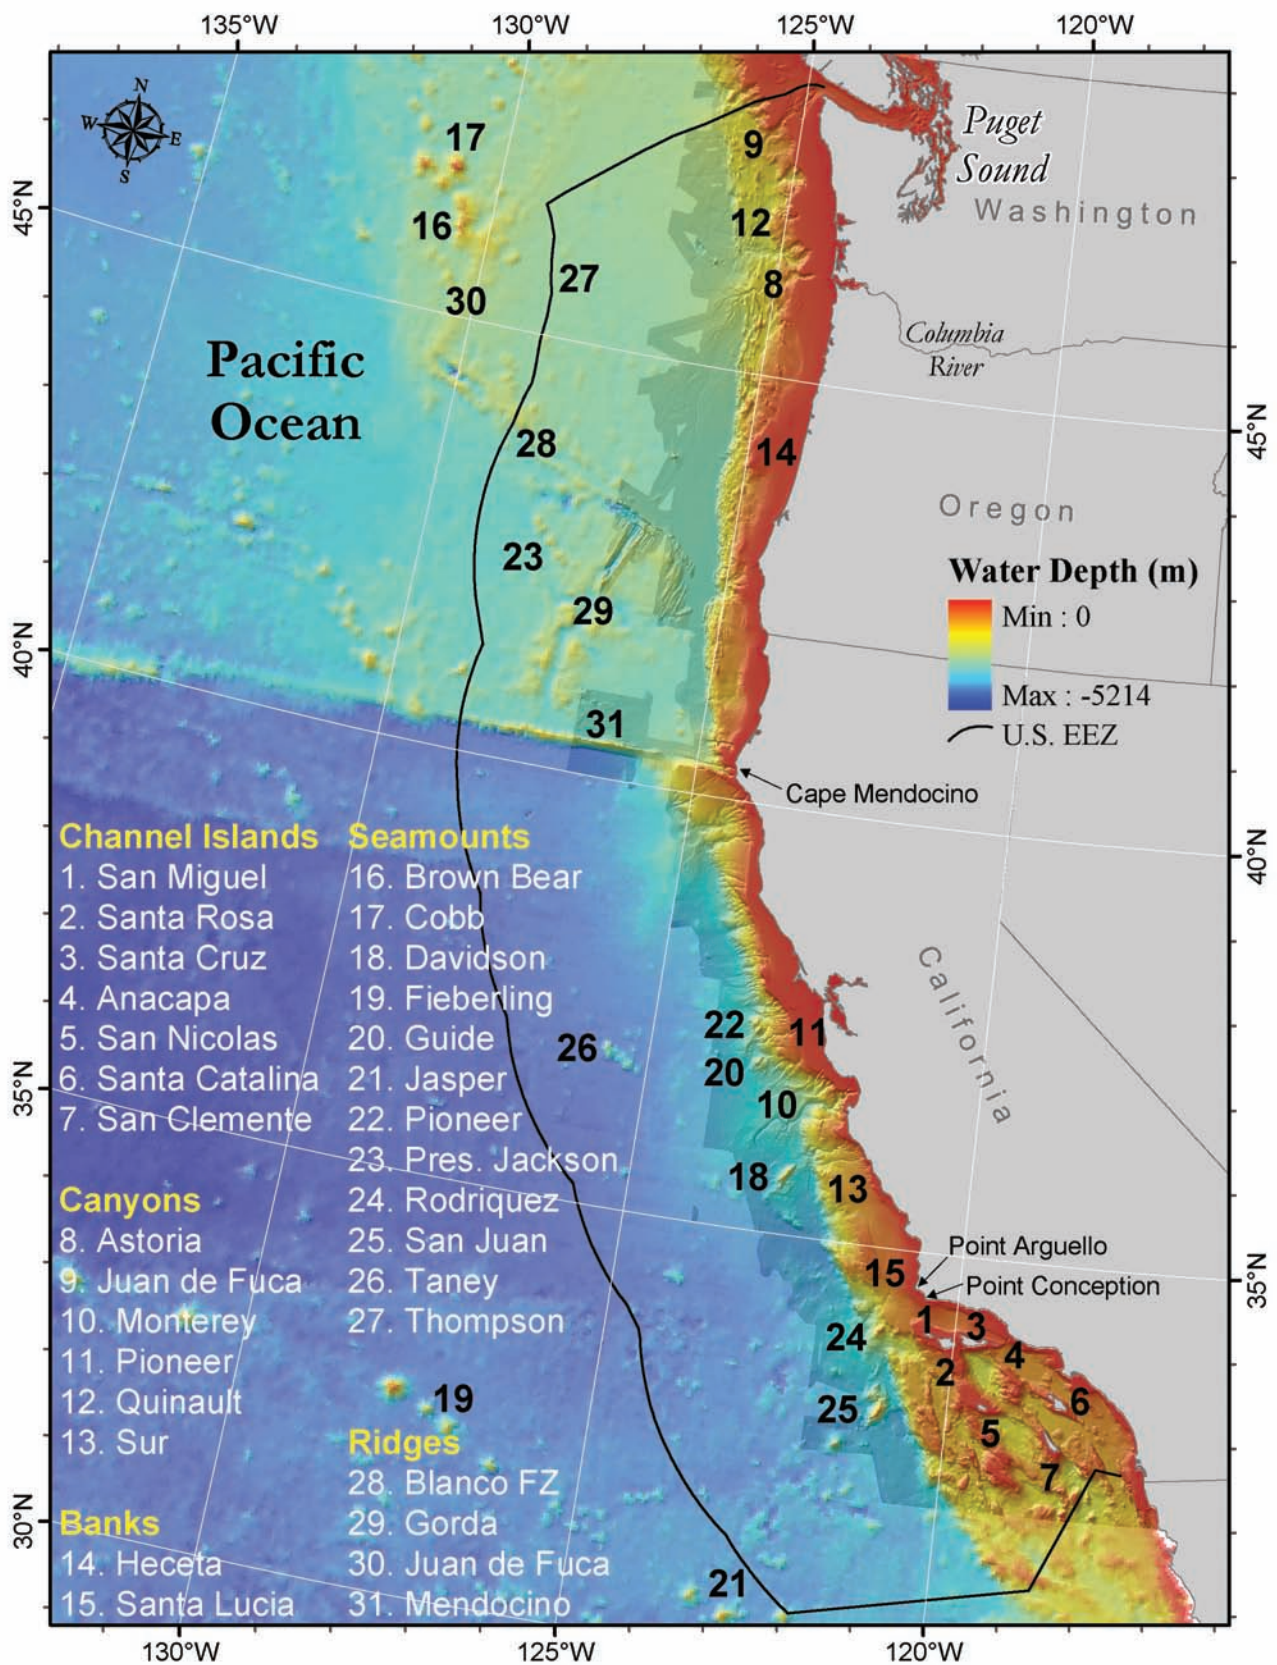 135°W 130°W 125°W 120°W
N
W E
S
17
9
Puget
Sound
16
12
Washington
45°N
27
8
30
Columbia
River
Pacific
Ocean
28
14
45°N
Oregon
23
Water Depth (m)
29
Min : 0
40°N
Max : -5214
31
U.S. EEZ
Cape Mendocino
40°N
Channel Islands
1. San Miguel
2. Santa Rosa
3. Santa Cruz
4. Anacapa
5. San Nicolas
6. Santa Catalina
7. San Clemente
Canyons
8. Astoria
9. Juan de Fuca
10. Monterey
11. Pioneer
12. Quinault
13. Sur
Banks
14. Heceta
15. Santa Lucia
Seamounts
16. Brown Bear
17. Cobb
18. Davidson
19. Fieberling
20. Guide
21. Jasper
22. Pioneer
23. Pres. Jackson
24. Rodriquez
25. San Juan
26. Taney
27. Thompson
Ridges
28. Blanco FZ
29. Gorda
30. Juan de Fuca
31. Mendocino
California
22
11
26
20
35°N
10
18
13
Point Arguello
15
Point Conception
35°N
1
3
24
4
2
19
25
6
5
7
30°N
21
130°W 125°W 120°W